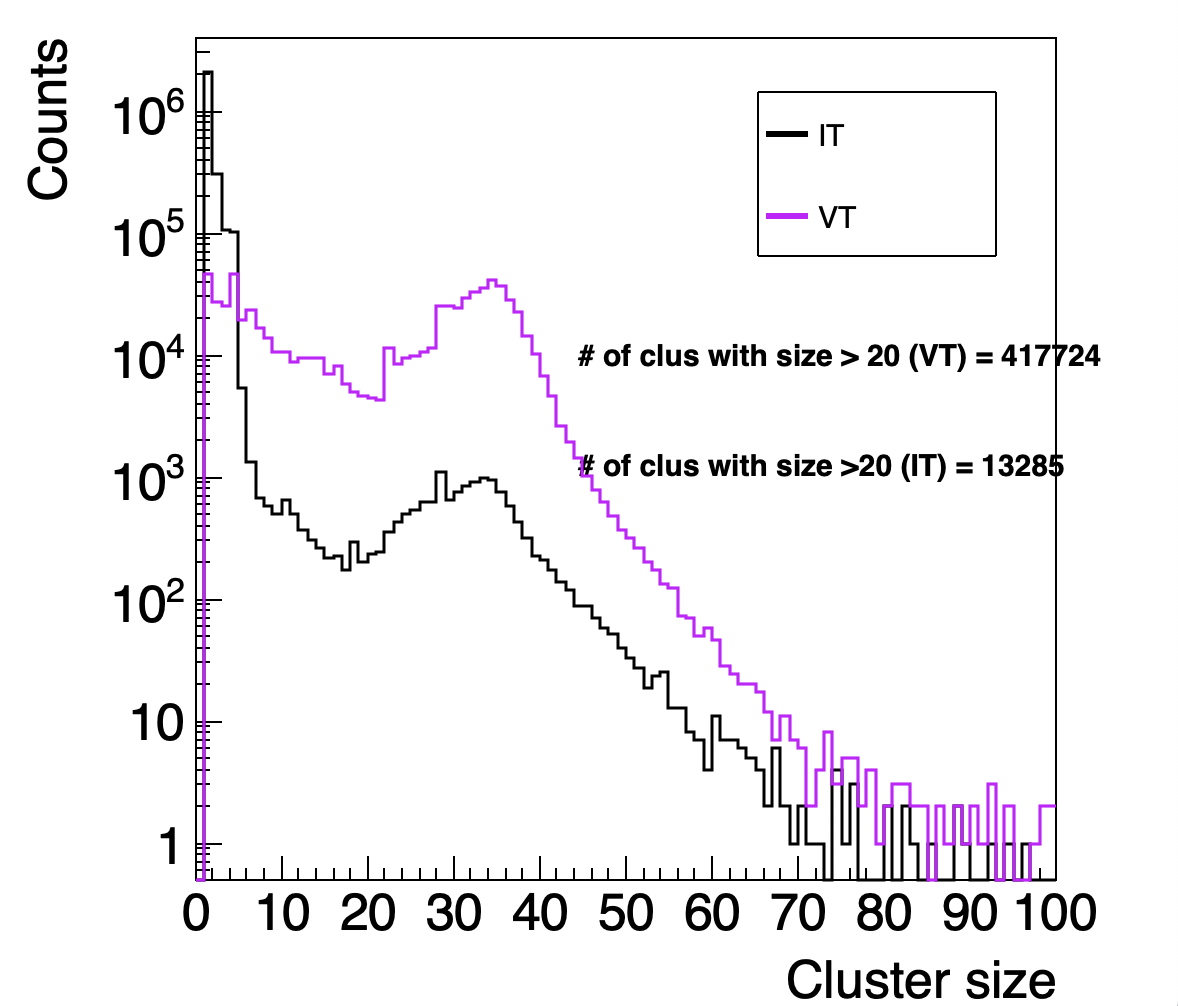 Counts
10⁶
10⁵
10⁴
10³
10²
10
1
IT
VT
# of clus with size > 20 (VT) = 417724
# of clus with size >20 (IT) = 13285
0 10 20 30 40 50 60 70 80 90 100
Cluster size